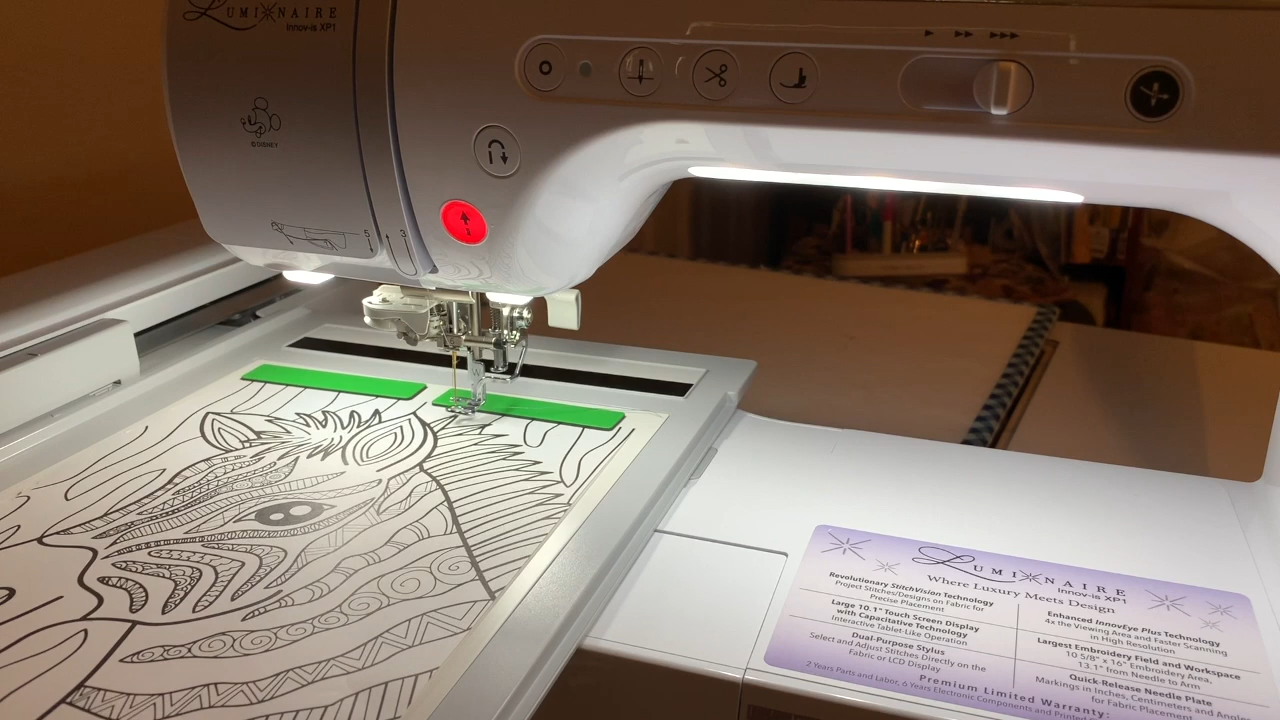 LUMINAIRE
Innov-is XP1
© DISNEY
5
3
LUMINAIRE
Innov-is XP1
Where Luxury Meets Design
Revolutionary StitchVision Technology
Project Stitches/Designs on Fabric for
Precise Placement
Large 10.1" Touch Screen Display
with Capacitative Technology
Interactive Tablet-Like Operation
Dual-Purpose Stylus
Select and Adjust Stitches Directly on the
Fabric or LCD Display
Enhanced InnovEye Plus Technology
4x the Viewing Area and Faster Scanning
in High Resolution
Largest Embroidery Field and Workspace
10 5/8" x 16" Embroidery Area,
13.1" from Needle to Arm
Quick-Release Needle Plate
Markings in Inches, Centimeters and
for Fabric Placement
Premium Limited Warranty:
2 Years Parts and Labor, 6 Years Electronic Components and Printed